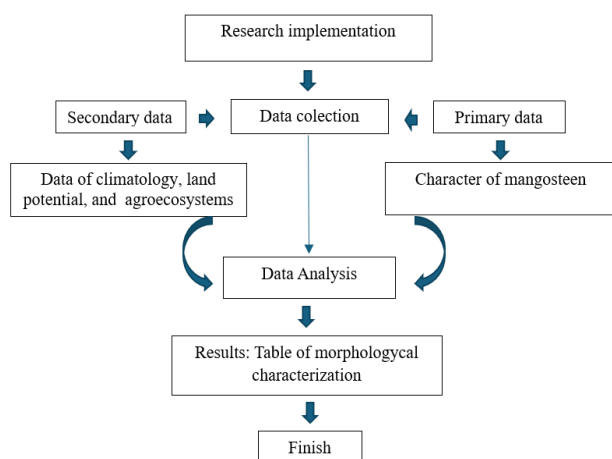 Research implementation
Secondary data
Data colection
Primary data
Data of climatology, land
potential, and agroecosystems
Character of mangosteen
Data Analysis
Results: Table of morphologycal
characterization
Finish